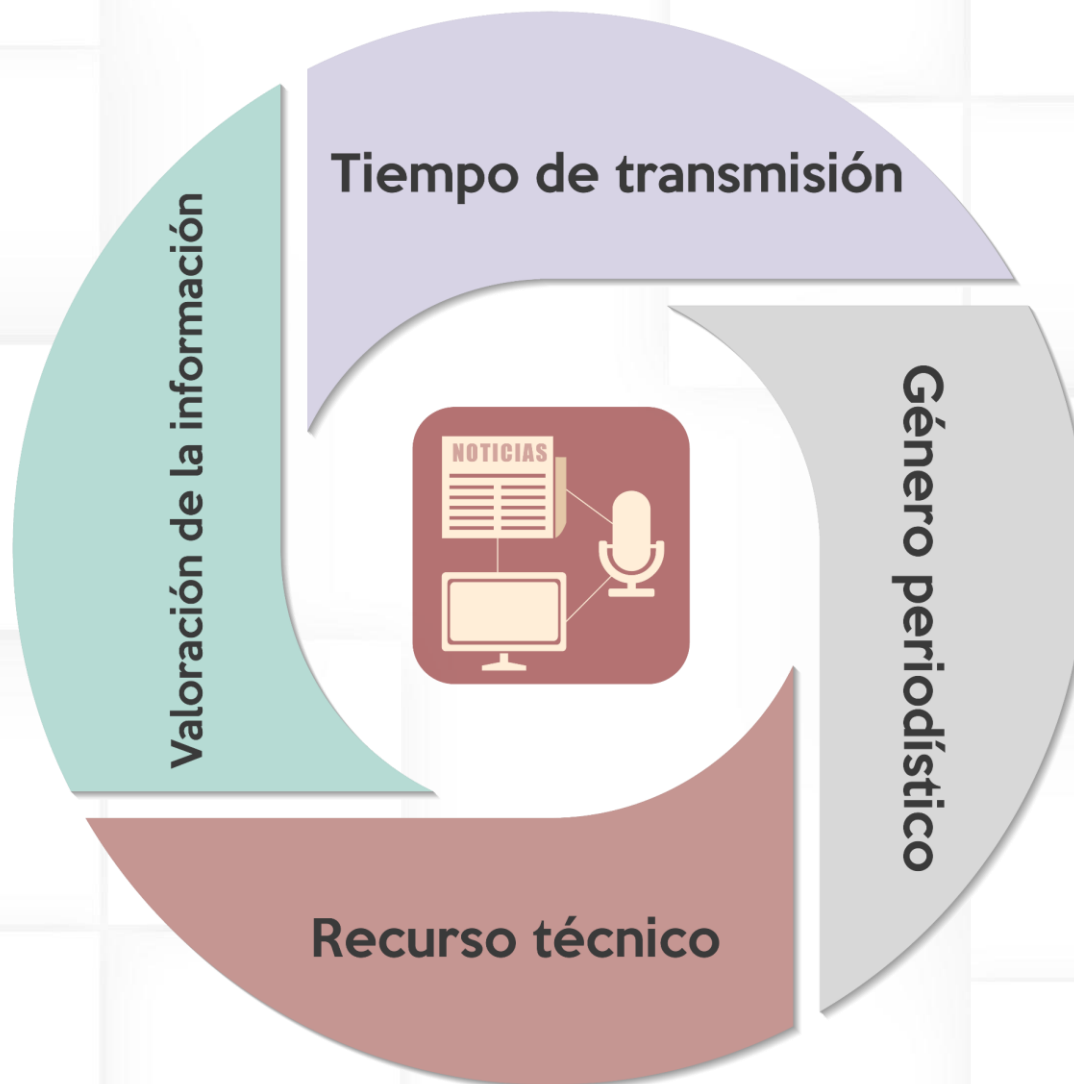 Tiempo de transmisión
Género periodístico
Recurso técnico
Valoración de la información
NOTICIAS